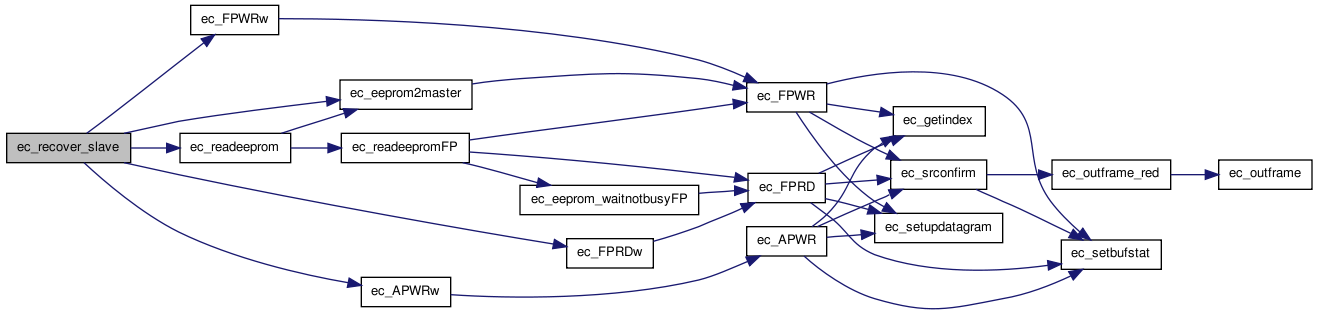 ec_recover_slave
ec_FPWRw
ec_eeprom2master
ec_readeeprom
ec_readeepromFP
ec_eeprom_waitnotbusyFP
ec_FPRDw
ec_APWRw
ec_FPWR
ec_FPRD
ec_APWR
ec_getindex
ec_srconfirm
ec_setupdatagram
ec_outframe_red
ec_setbufstat
ec_outframe